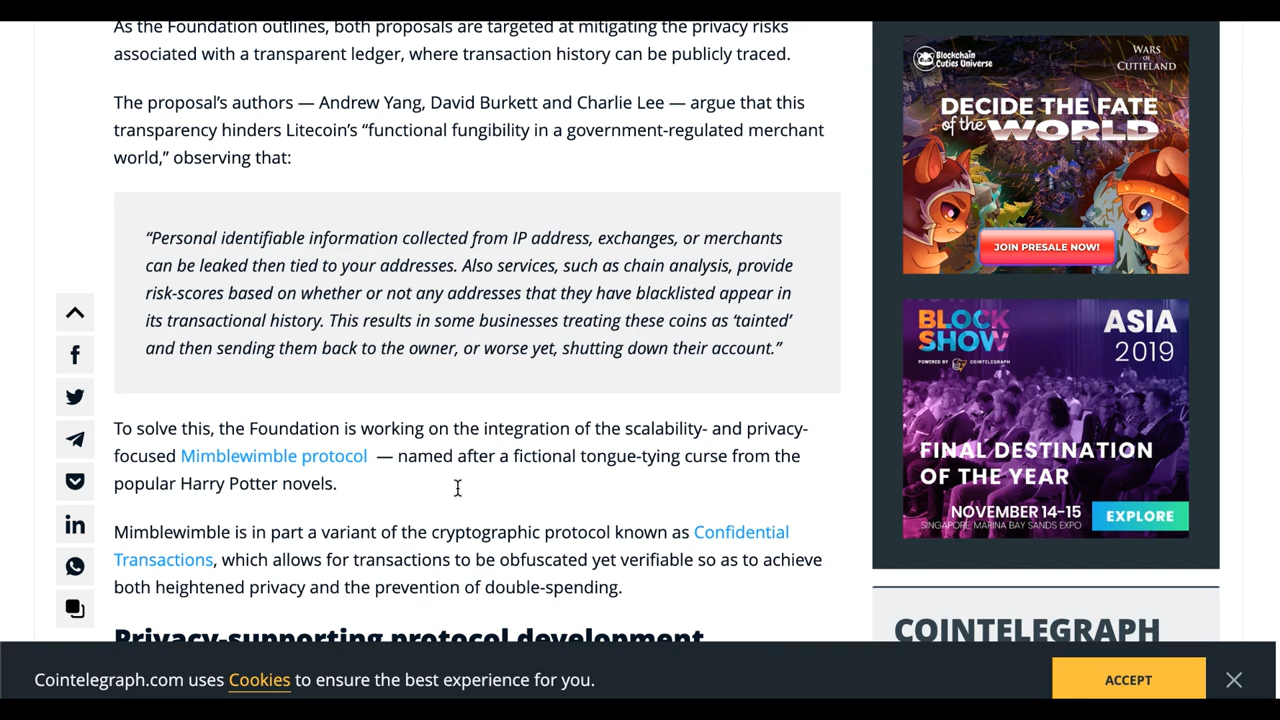 As the Foundation outlines, both proposals are targeted at mitigating the privacy risks
associated with a transparent ledger, where transaction history can be publicly traced.
The proposal’s authors — Andrew Yang, David Burkett and Charlie Lee — argue that this
transparency hinders Litecoin’s “functional fungibility in a government-regulated merchant
world,” observing that:
“Personal identifiable information collected from IP address, exchanges, or merchants
can be leaked then tied to your addresses. Also services, such as chain analysis, provide
risk-scores based on whether or not any addresses that they have blacklisted appear in
its transactional history. This results in some businesses treating these coins as ‘tainted’
and then sending them back to the owner, or worse yet, shutting down their account.”
To solve this, the Foundation is working on the integration of the scalability- and privacy-
focused Mimblewimble protocol — named after a fictional tongue-tying curse from the
popular Harry Potter novels.
Mimblewimble is in part a variant of the cryptographic protocol known as Confidential
Transactions, which allows for transactions to be obfuscated yet verifiable so as to achieve
both heightened privacy and the prevention of double-spending.
Privacy-supporting protocol development
Blockchain
Cuties Universe
WARS
OF
CUTIELAND
DECIDE THE FATE
of the WORLD
JOIN PRESALE NOW!
BLOCK
SHOW
POWERED BY COINTELEGRAPH
ASIA
2019
FINAL DESTINATION
OF THE YEAR
NOVEMBER 14-15
SINGAPORE, MARINA BAY SANDS EXPO
EXPLORE
COINTELEGRAPH
Cointelegraph.com uses Cookies to ensure the best experience for you.
ACCEPT